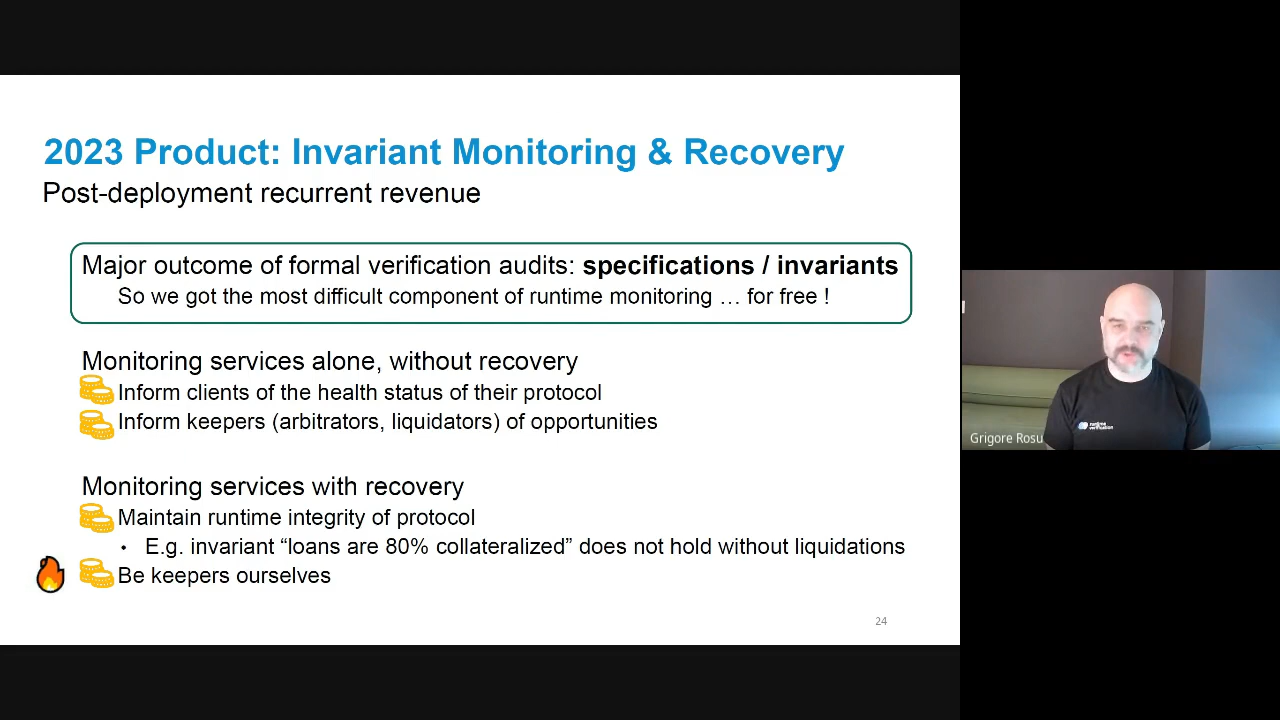 2023 Product: Invariant Monitoring & Recovery
Post-deployment recurrent revenue
Major outcome of formal verification audits: specifications / invariants
So we got the most difficult component of runtime monitoring … for free !
Monitoring services alone, without recovery
Inform clients of the health status of their protocol
Inform keepers (arbitrators, liquidators) of opportunities
Monitoring services with recovery
Maintain runtime integrity of protocol
• E.g. invariant “loans are 80% collateralized” does not hold without liquidations
Be keepers ourselves
24
Grigore Rosu
runtime
verification